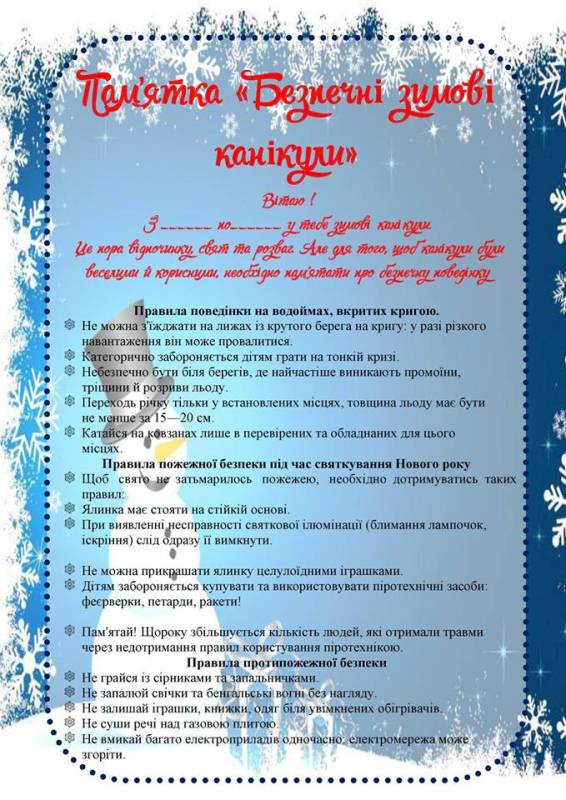 Пам'ятка «Безпечні зимові
канікули»
Вітаю !
З ______ по______ у тебе зимові канікули
Це пора відпочинку, свят та розваг. Але для того, щоб канікули були
веселими й корисними, необхідно пам'ятати про безпечну поведінку
Правила поведінки на водоймах, вкритих кригою.
Не можна з'їжджати на лижах із крутого берега на кригу: у разі різкого
навантаження він може провалитися.
Категорично забороняється дітям грати на тонкій кризі.
Небезпечно бути біля берегів, де найчастіше виникають промоїни,
тріщини й розриви льоду.
Переходь річку тільки у встановлених місцях, товщина льоду має бути
не менше за 15—20 см.
Катайся на ковзанах лише в перевірених та обладнаних для цього
місцях.
Правила пожежної безпеки під час святкування Нового року
Щоб свято не затьмарилось пожежею, необхідно дотримуватись таких
правил:
Ялинка має стояти на стійкій основі.
При виявленні несправності святкової ілюмінації (блимання лампочок,
іскріння) слід одразу її вимкнути.
Не можна прикрашати ялинку целулоїдними іграшками.
Дітям забороняється купувати та використовувати піротехнічні засоби:
феєрверки, петарди, ракети!
Пам'ятай! Щороку збільшується кількість людей, які отримали травми
через недотримання правил користування піротехнікою.
Правила протипожежної безпеки
Не грайся із сірниками та запальничками.
Не запалюй свічки та бенгальські вогні без нагляду.
Не залишай іграшки, книжки, одяг біля увімкнених обігрівачів.
Не суши речі над газовою плитою.
Не вмикай багато електроприладів одночасно: електромережа може
згоріти.